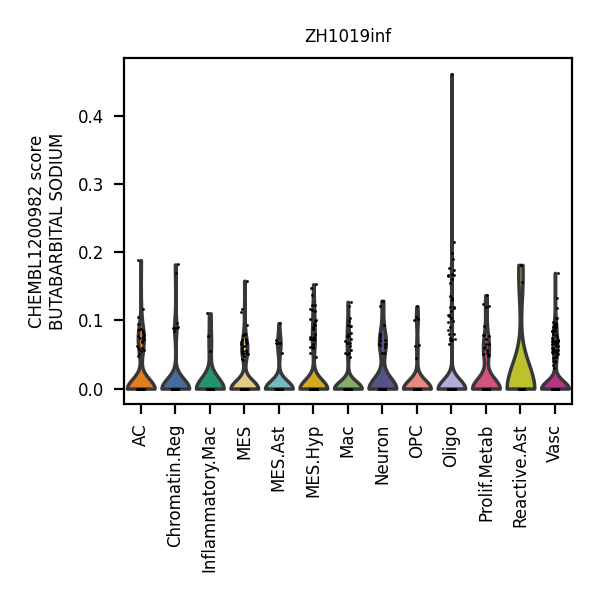 ZH1019inf
CHEMBL1200982 score
BUTABARBITAL SODIUM
0.4
0.3
0.2
0.1
0.0
AC
Chromatin.Reg
Inflammatory.Mac
MES
MES.Ast
MES.Hyp
Mac
Neuron
OPC
Oligo
Prolif.Metab
Reactive.Ast
Vasc